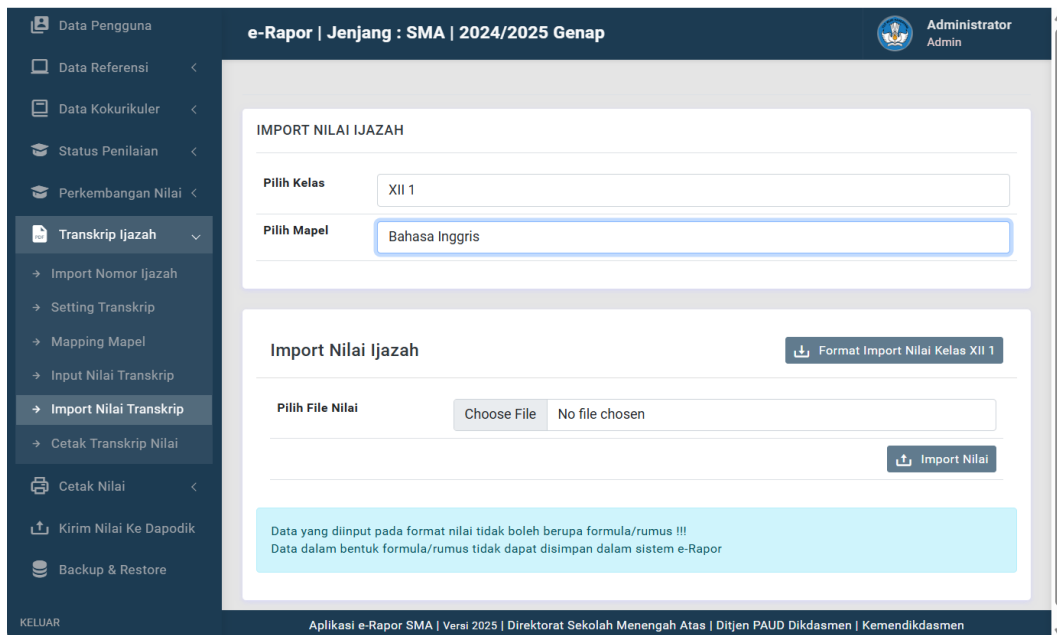 Data Pengguna
Data Referensi
Data Kokurikuler
Status Penilaian
Perkembangan Nilai
Transkrip Ijazah
Import Nomor Ijazah
Setting Transkrip
Mapping Mapel
Input Nilai Transkrip
Import Nilai Transkrip
Cetak Transkrip Nilai
Cetak Nilai
Kirim Nilai Ke Dapodik
Backup & Restore
KELUAR
e-Rapor | Jenjang : SMA | 2024/2025 Genap
Administrator
Admin
IMPORT NILAI IJAZAH
Pilih Kelas
XII 1
Pilih Mapel
Bahasa Inggris
Import Nilai Ijazah
Format Import Nilai Kelas XII 1
Pilih File Nilai
Choose File No file chosen
Import Nilai
Data yang diinput pada format nilai tidak boleh berupa formula/rumus !!!
Data dalam bentuk formula/rumus tidak dapat disimpan dalam sistem e-Rapor
Aplikasi e-Rapor SMA | Versi 2025 | Direktorat Sekolah Menengah Atas | Ditjen PAUD Dikdasmen | Kemendikdasmen